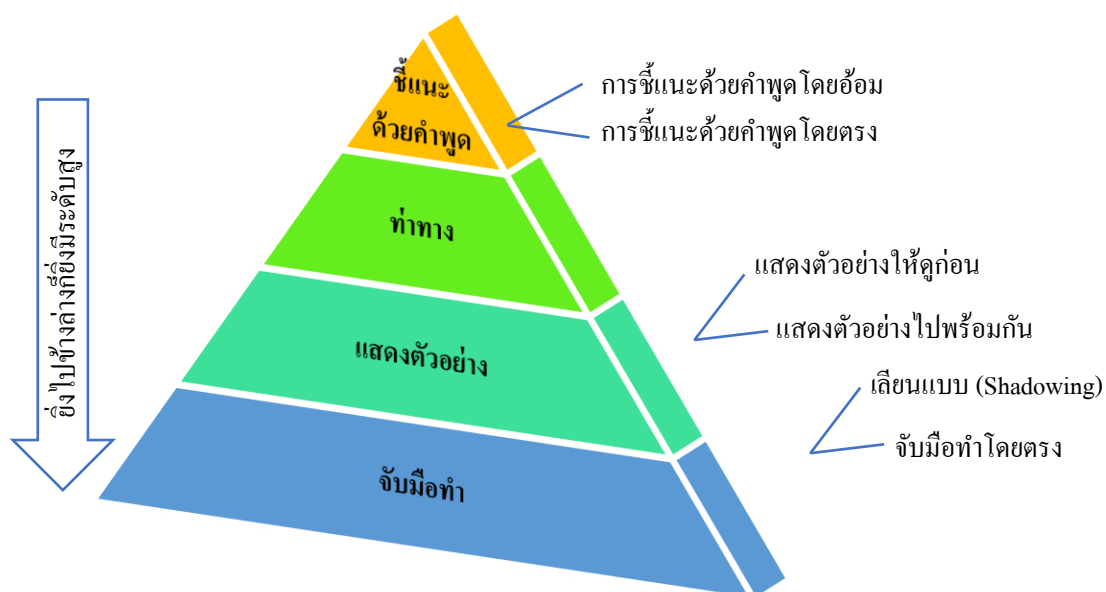 ชี้แนะ
ด้วยคำพูด
การชี้แนะด้วยคำพูดโดยอ้อม
การชี้แนะด้วยคำพูดโดยตรง
ยิ่งไปข้างล่างก็ยิ่งมีระดับสูง
ท่าทาง
แสดงตัวอย่างให้ดูก่อน
แสดงตัวอย่างไปพร้อมกัน
แสดงตัวอย่าง
เลียนแบบ (Shadowing)
จับมือทำโดยตรง
จับมือทำ